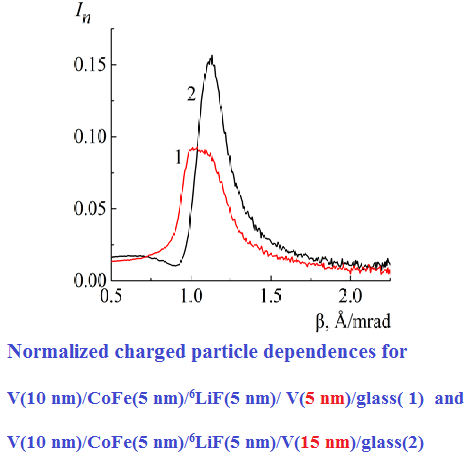 Iₙ
0.15
2
0.10
1
0.05
0.00
0.5 1.0 1.5 2.0
β, Å/mrad
Normalized charged particle dependences for
V(10 nm)/CoFe(5 nm)/⁶LiF(5 nm)/ V(5 nm)/glass( 1) and
V(10 nm)/CoFe(5 nm)/⁶LiF(5 nm)/V(15 nm)/glass(2)